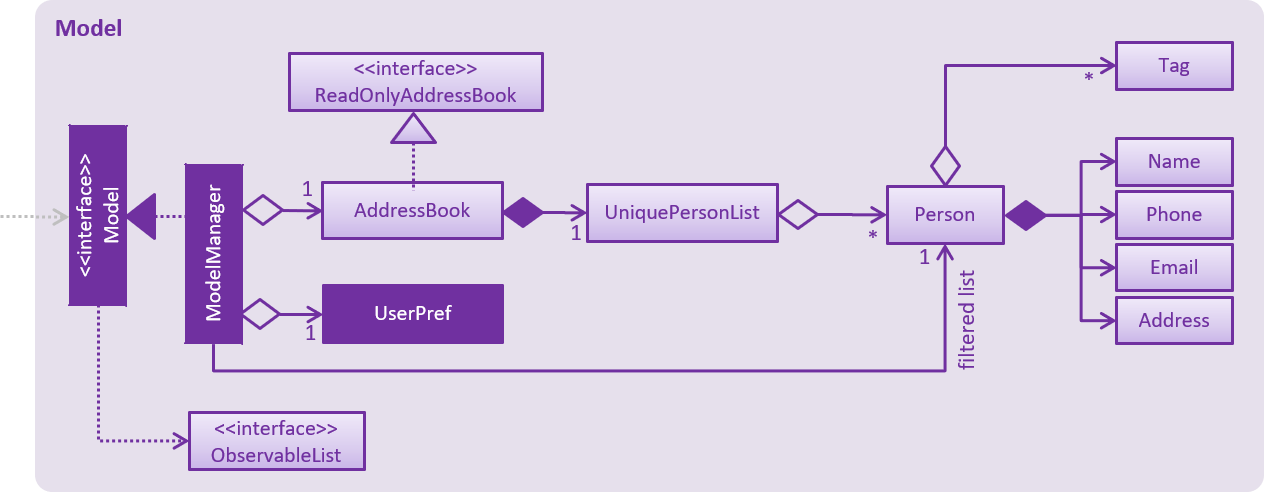 Model
<<interface>>
ReadOnlyAddressBook
Tag
*
<<interface>>
Model
ModelManager
1
AddressBook
1
UniquePersonList
*
Person
1
filtered list
Name
Phone
Email
Address
1
UserPref
<<interface>>
ObservableList